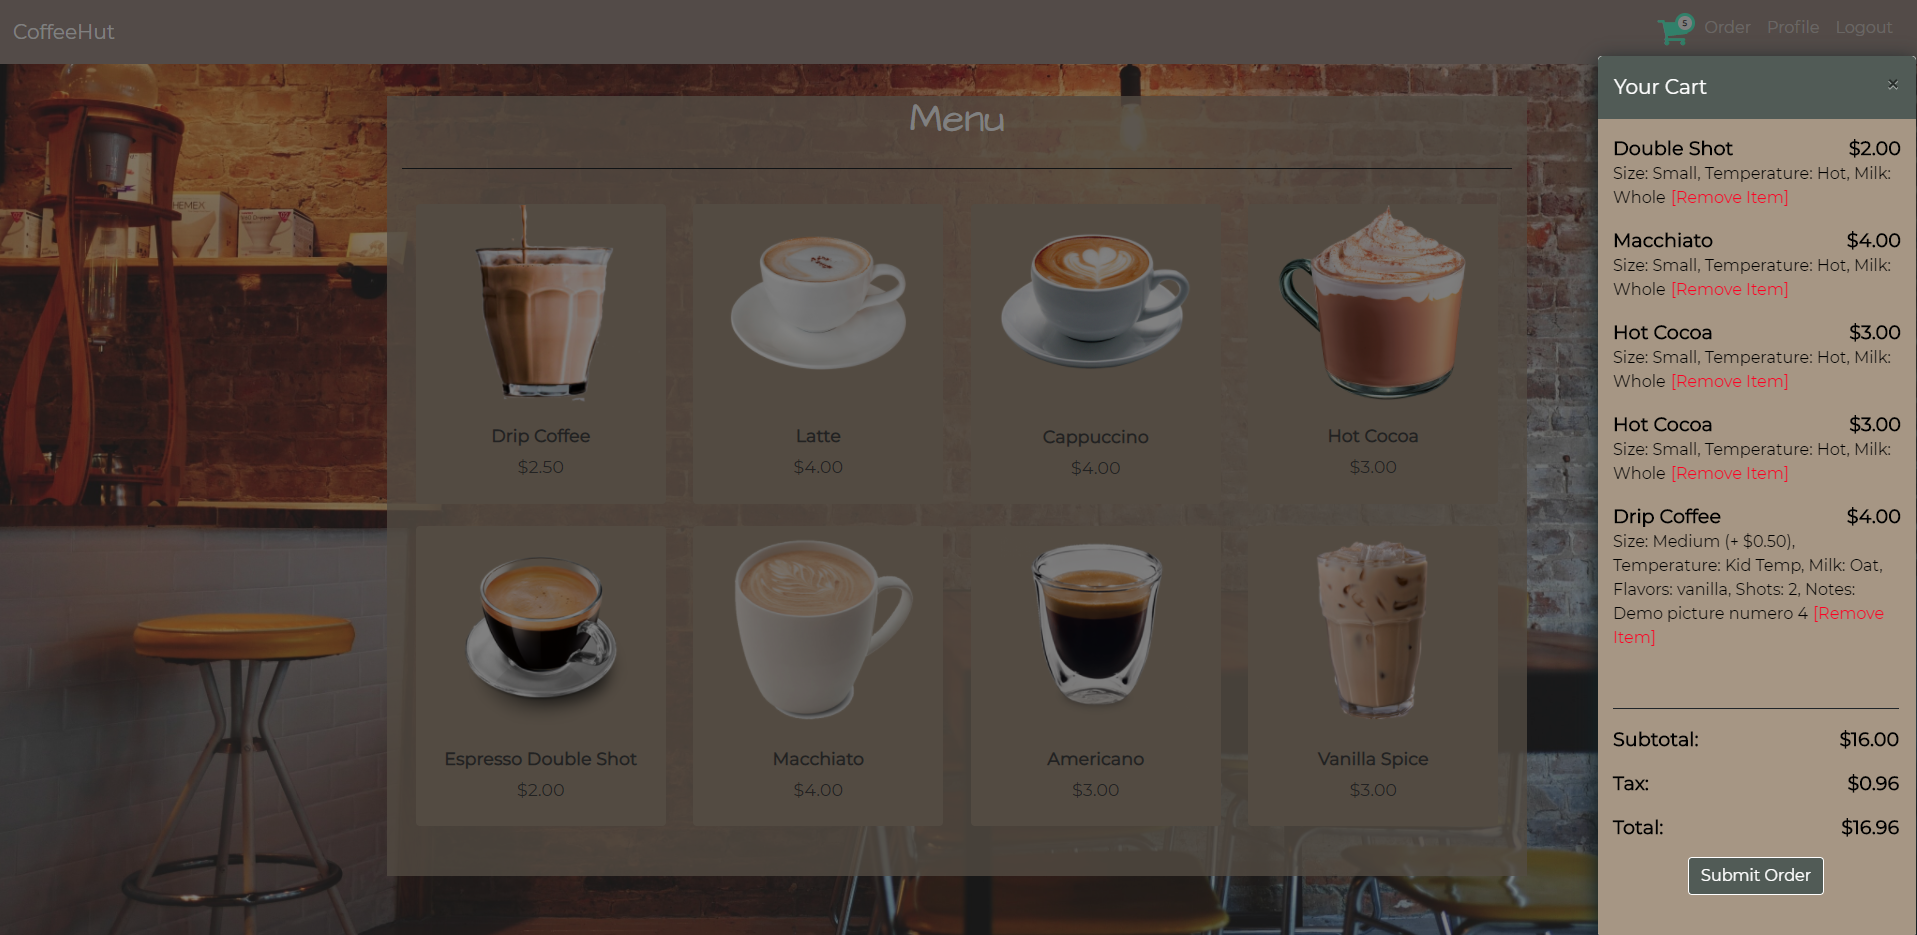 CoffeeHut
5
Order Profile Logout
Your Cart ×
Menu
Drip Coffee
$2.50
Latte
$4.00
Cappuccino
$4.00
Hot Cocoa
$3.00
Espresso Double Shot
$2.00
Macchiato
$4.00
Americano
$3.00
Vanilla Spice
$3.00
Double Shot $2.00
Size: Small, Temperature: Hot, Milk:
Whole [Remove Item]
Macchiato $4.00
Size: Small, Temperature: Hot, Milk:
Whole [Remove Item]
Hot Cocoa $3.00
Size: Small, Temperature: Hot, Milk:
Whole [Remove Item]
Hot Cocoa $3.00
Size: Small, Temperature: Hot, Milk:
Whole [Remove Item]
Drip Coffee $4.00
Size: Medium (+ $0.50),
Temperature: Kid Temp, Milk: Oat,
Flavors: vanilla, Shots: 2, Notes:
Demo picture numero 4 [Remove
Item]
Subtotal: $16.00
Tax: $0.96
Total: $16.96
Submit Order